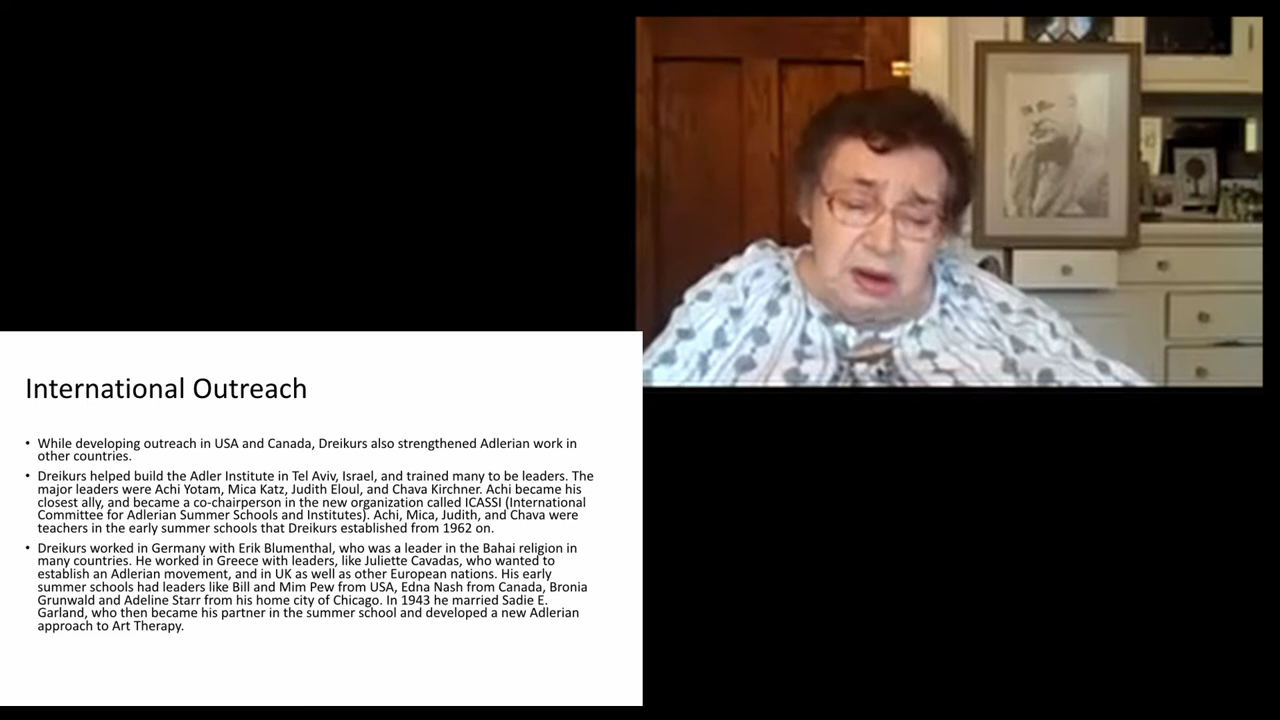 International Outreach
• While developing outreach in USA and Canada, Dreikurs also strengthened Adlerian work in
other countries.
• Dreikurs helped build the Adler Institute in Tel Aviv, Israel, and trained many to be leaders. The
major leaders were Achi Yotam, Mica Katz, Judith Eloul, and Chava Kirchner. Achi became his
closest ally, and became a co-chairperson in the new organization called ICASSI (International
Committee for Adlerian Summer Schools and Institutes). Achi, Mica, Judith, and Chava were
teachers in the early summer schools that Dreikurs established from 1962 on.
• Dreikurs worked in Germany with Erik Blumenthal, who was a leader in the Bahai religion in
many countries. He worked in Greece with leaders, like Juliette Cavadas, who wanted to
establish an Adlerian movement, and in UK as well as other European nations. His early
summer schools had leaders like Bill and Mim Pew from USA, Edna Nash from Canada, Bronia
Grunwald and Adeline Starr from his home city of Chicago. In 1943 he married Sadie E.
Garland, who then became his partner in the summer school and developed a new Adlerian
approach to Art Therapy.